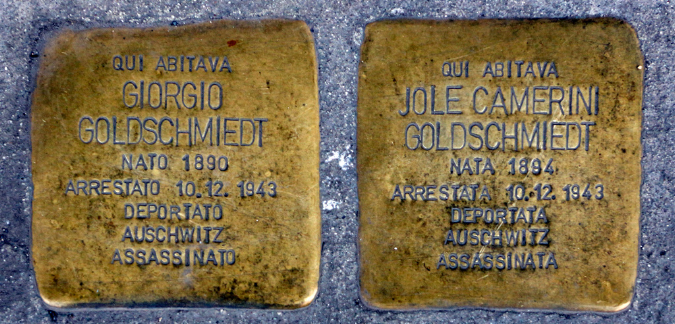 QUI ABITAVA
GIORGIO
GOLDSCHMIEDT
NATO 1890
ARRESTATO 10.12.1943
DEPORTATO
AUSCHWITZ
ASSASSINATO
QUI ABITAVA
JOLE CAMERINI
GOLDSCHMIEDT
NATA 1894
ARRESTATA 10.12.1943
DEPORTATA
AUSCHWITZ
ASSASSINATA